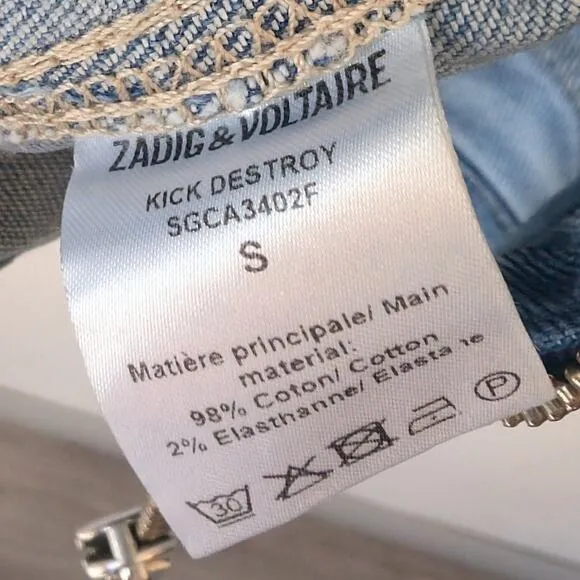 ZADIG & VOLTAIRE
KICK DESTROY
SGCA3402F
S
Matière principale/ Main
material:
98% Coton/ Cotton
2% Elasthanne/ Elastane
30
P